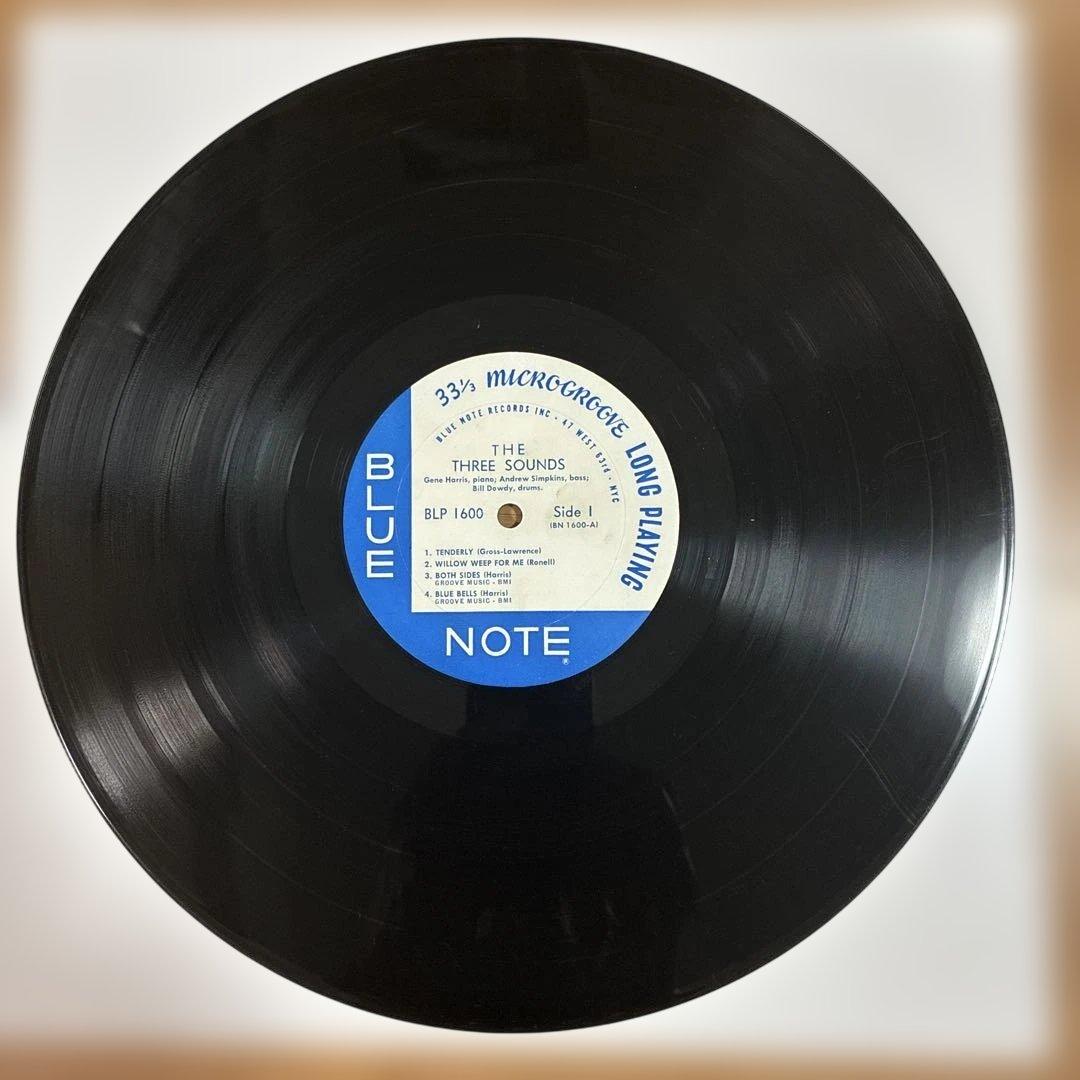 33⅓ MICROGROOVE LONG PLAYING
BLUE NOTE RECORDS INC • 47 WEST 63rd • NYC
THE
THREE SOUNDS
Gene Harris, piano; Andrew Simpkins, bass;
Bill Dowdy, drums.
BLP 1600 Side 1
(BN 1600-A)
1. TENDERLY (Gross-Lawrence)
2. WILLOW WEEP FOR ME (Ronell)
3. BOTH SIDES (Harris)
GROOVE MUSIC - BMI
4. BLUE BELLS (Harris)
GROOVE MUSIC - BMI
BLUE
NOTE
®